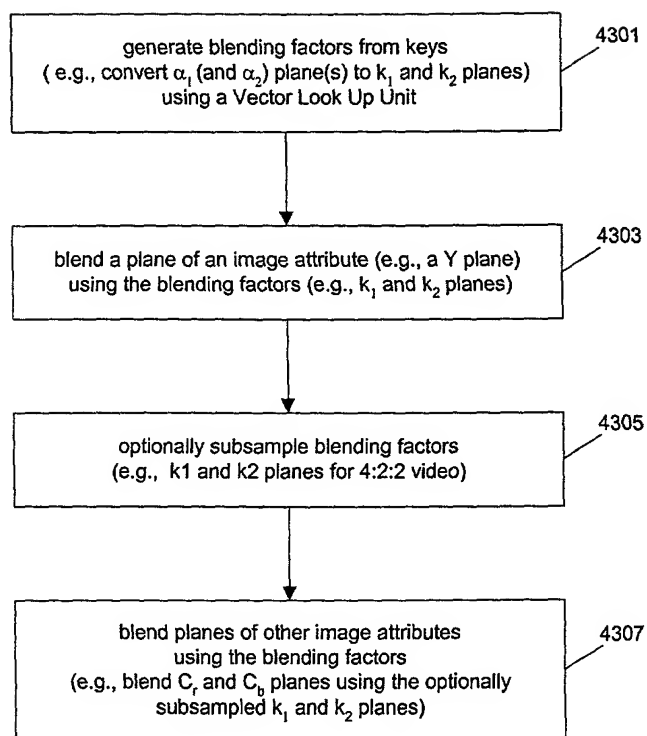 generate blending factors from keys
( e.g., convert α₁ (and α₂) plane(s) to k₁ and k₂ planes)
using a Vector Look Up Unit
4301
blend a plane of an image attribute (e.g., a Y plane)
using the blending factors (e.g., k₁ and k₂ planes)
4303
optionally subsample blending factors
(e.g., k1 and k2 planes for 4:2:2 video)
4305
blend planes of other image attributes
using the blending factors
(e.g., blend Cᵣ and C_b planes using the optionally
subsampled k₁ and k₂ planes)
4307